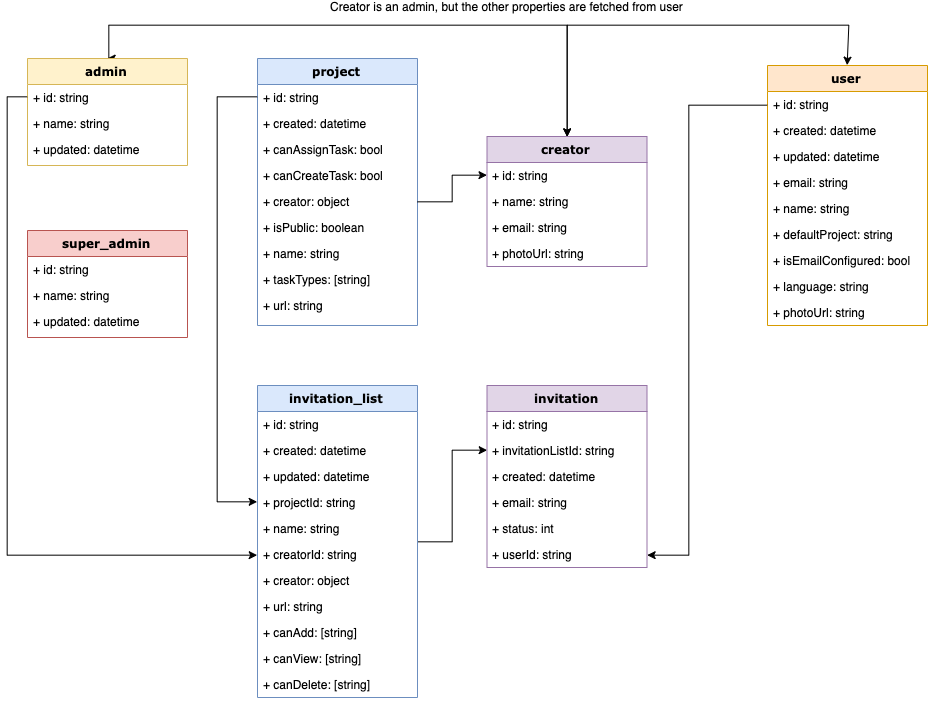 Creator is an admin, but the other properties are fetched from user
admin
+ id: string
+ name: string
+ updated: datetime
super_admin
+ id: string
+ name: string
+ updated: datetime
project
+ id: string
+ created: datetime
+ canAssignTask: bool
+ canCreateTask: bool
+ creator: object
+ isPublic: boolean
+ name: string
+ taskTypes: [string]
+ url: string
creator
+ id: string
+ name: string
+ email: string
+ photoUrl: string
user
+ id: string
+ created: datetime
+ updated: datetime
+ email: string
+ name: string
+ defaultProject: string
+ isEmailConfigured: bool
+ language: string
+ photoUrl: string
invitation_list
+ id: string
+ created: datetime
+ updated: datetime
+ projectId: string
+ name: string
+ creatorId: string
+ creator: object
+ url: string
+ canAdd: [string]
+ canView: [string]
+ canDelete: [string]
invitation
+ id: string
+ invitationListId: string
+ created: datetime
+ email: string
+ status: int
+ userId: string